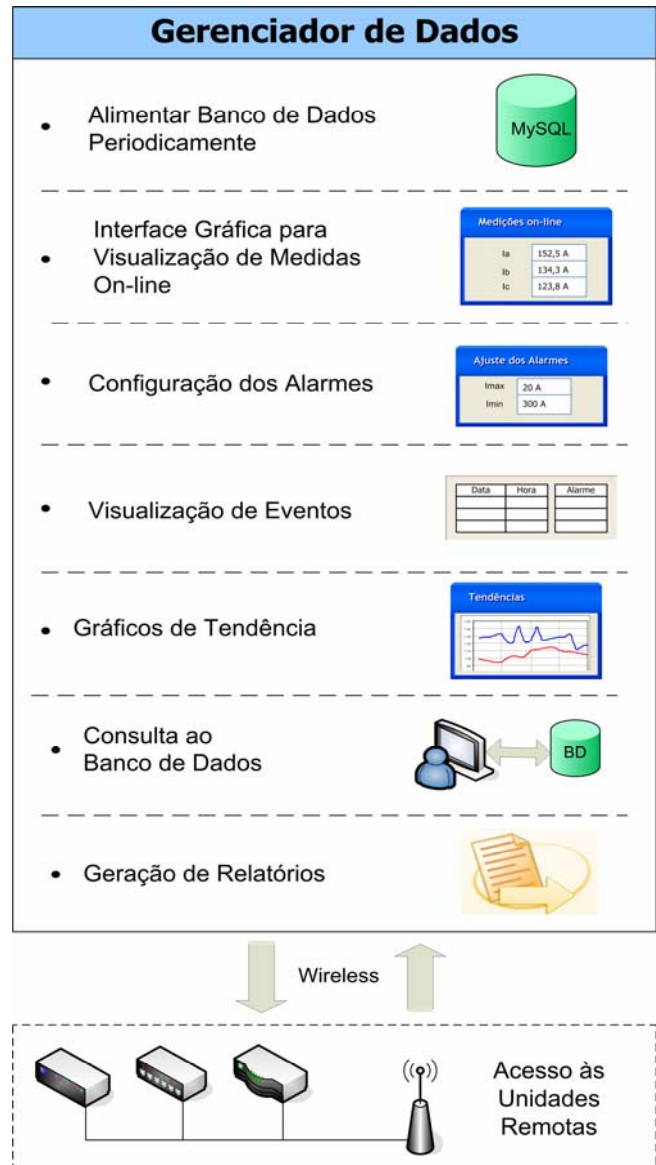 Gerenciador de Dados
• Alimentar Banco de Dados
Periodicamente
MySQL
• Interface Gráfica para
Visualização de Medidas
On-line
Medições on-line
Ia 152,5 A
Ib 134,3 A
Ic 123,8 A
• Configuração dos Alarmes
Ajuste dos Alarmes
Imax 20 A
Imin 300 A
• Visualização de Eventos
Data Hora Alarme
• Gráficos de Tendência
Tendências
• Consulta ao
Banco de Dados
BD
• Geração de Relatórios
Wireless
Acesso às
Unidades
Remotas